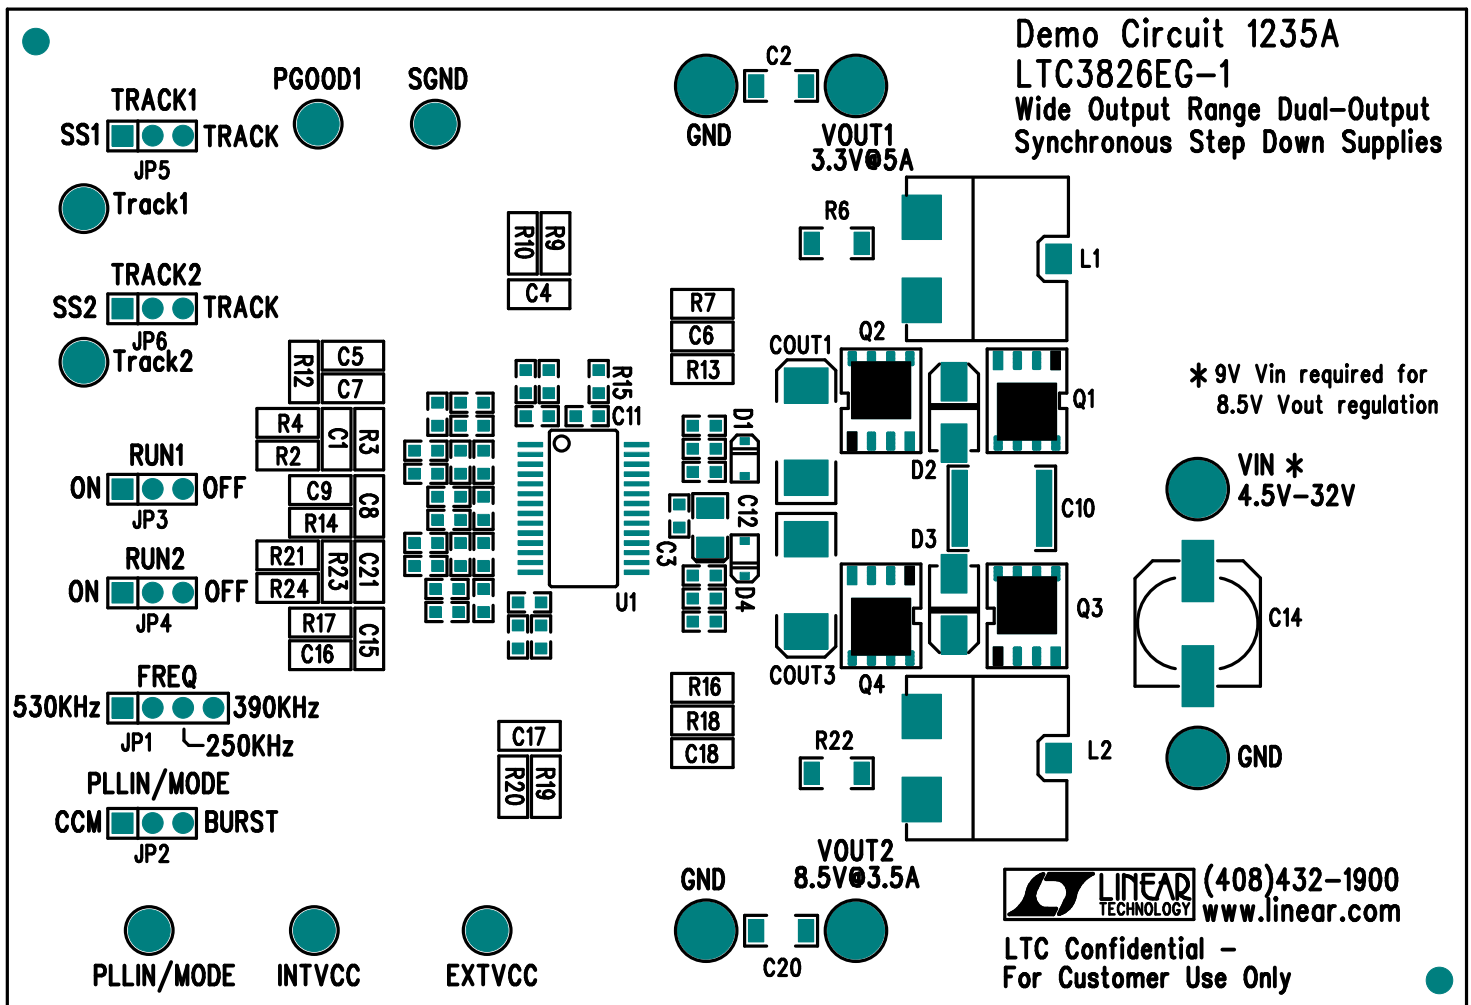 Demo Circuit 1235A
LTC3826EG-1
Wide Output Range Dual-Output
Synchronous Step Down Supplies
PGOOD1
SGND
C2
GND
VOUT1
3.3V@5A
TRACK1
SS1
TRACK
JP5
Track1
TRACK2
SS2
TRACK
JP6
Track2
R10
R9
C4
R6
L1
R7
C6
R13
COUT1
Q2
Q1
R12
C5
C7
R15
C11
R4
R2
C1
R3
D1
D2
* 9V Vin required for
8.5V Vout regulation
RUN1
ON
OFF
JP3
C9
R14
C8
C12
C10
VIN *
4.5V-32V
C3
D3
RUN2
ON
OFF
JP4
R21
R24
R23
C21
U1
D4
Q3
C14
R17
C16
C15
COUT3
Q4
FREQ
530KHz
390KHz
JP1
250KHz
R16
R18
C18
C17
R20
R19
R22
L2
GND
PLLIN/MODE
CCM
BURST
JP2
VOUT2
8.5V@3.5A
GND
C20
PLLIN/MODE
INTVCC
EXTVCC
LINEAR
TECHNOLOGY
(408)432-1900
www.linear.com
LTC Confidential -
For Customer Use Only